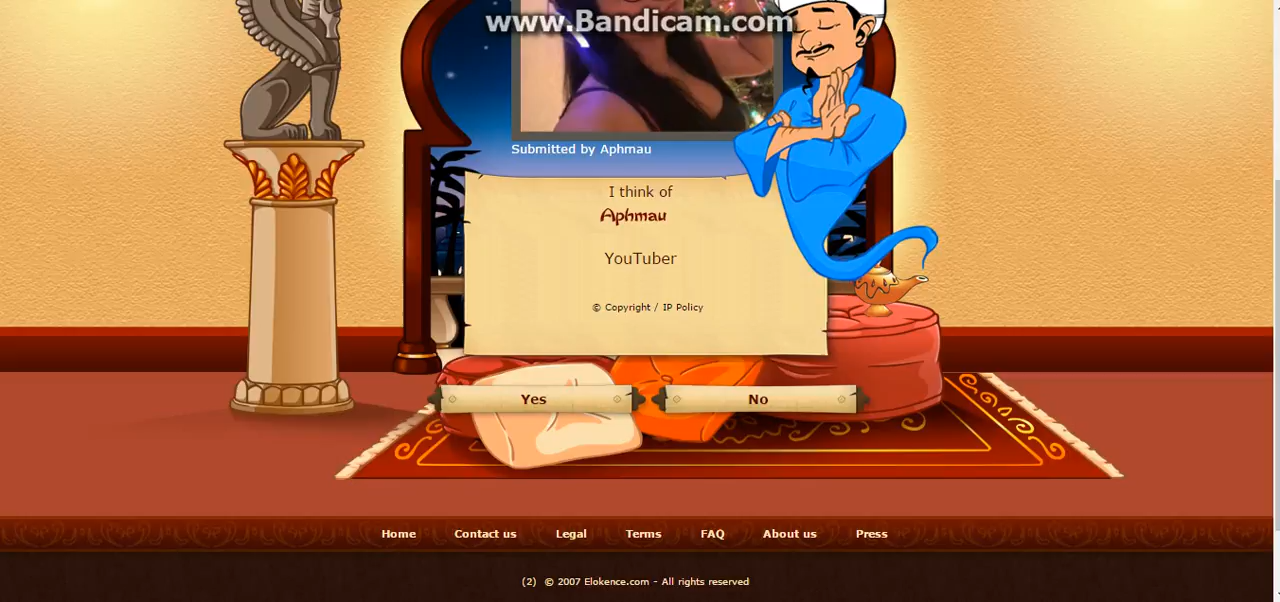 www.Bandicam.com
Submitted by Aphmau
I think of
Aphmau
YouTuber
© Copyright / IP Policy
Yes
No
Home
Contact us
Legal
Terms
FAQ
About us
Press
(2) © 2007 Elokence.com - All rights reserved